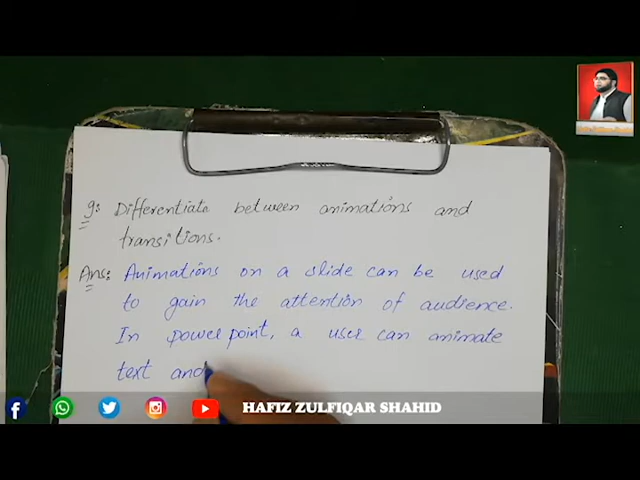 9: Differentiate between animations and
transitions.
Ans: Animations on a slide can be used
to gain the attention of audience.
In powerpoint, a user can animate
text and
HAFIZ ZULFIQAR SHAHID